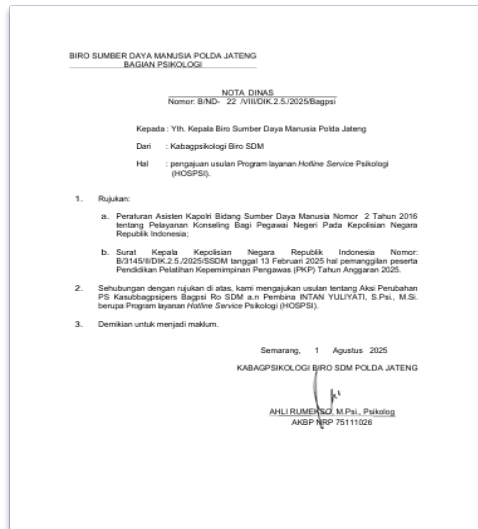 BIRO SUMBER DAYA MANUSIA POLDA JATENG
BAGIAN PSIKOLOGI
NOTA DINAS
Nomor: B/ND- 22 /VIII/DIK.2.5./2025/Bagpsi
Kepada : Yth. Kepala Biro Sumber Daya Manusia Polda Jateng
Dari : Kabagpsikologi Biro SDM
Hal : pengajuan usulan Program layanan Hotline Service Psikologi
(HOSPSI).
1. Rujukan:
a. Peraturan Asisten Kapolri Bidang Sumber Daya Manusia Nomor 2 Tahun 2016
tentang Pelayanan Konseling Bagi Pegawai Negeri Pada Kepolisian Negara
Republik Indonesia;
b. Surat Kepala Kepolisian Negara Republik Indonesia Nomor:
B/3145/II/DIK.2.5./2025/SSDM tanggal 13 Februari 2025 hal pemanggilan peserta
Pendidikan Pelatihan Kepemimpinan Pengawas (PKP) Tahun Anggaran 2025.
2. Sehubungan dengan rujukan di atas, kami mengajukan usulan tentang Aksi Perubahan
PS Kasubbagpsipers Bagpsi Ro SDM a.n Pembina INTAN YULIYATI, S.Psi., M.Si.
berupa Program layanan Hotline Service Psikologi (HOSPSI).
3. Demikian untuk menjadi maklum.
Semarang, 1 Agustus 2025
KABAGPSIKOLOGI BIRO SDM POLDA JATENG
AHLI RUMEKSO, M.Psi., Psikolog
AKBP NRP 75111026